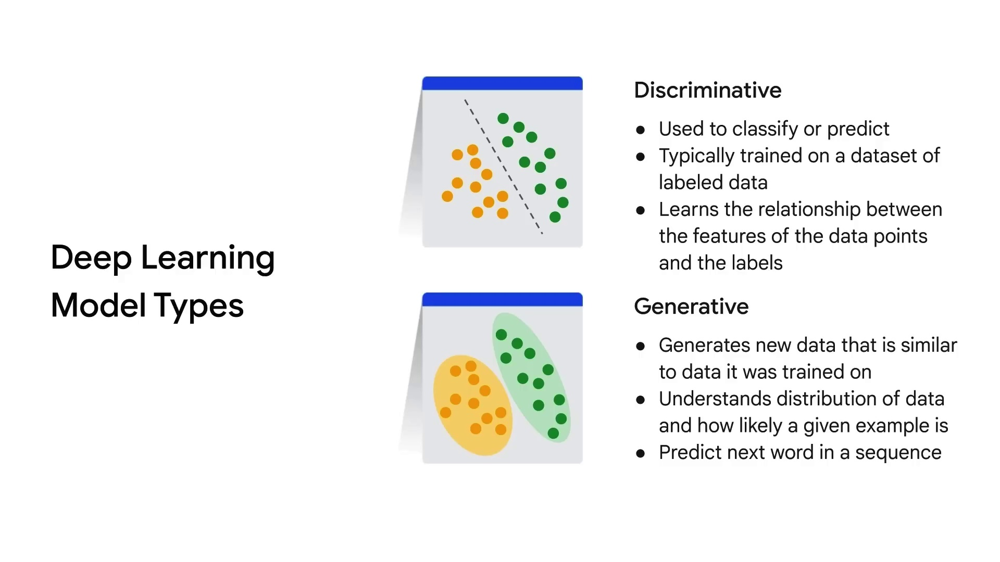 Deep Learning
Model Types
Discriminative
● Used to classify or predict
● Typically trained on a dataset of
labeled data
● Learns the relationship between
the features of the data points
and the labels
Generative
● Generates new data that is similar
to data it was trained on
● Understands distribution of data
and how likely a given example is
● Predict next word in a sequence